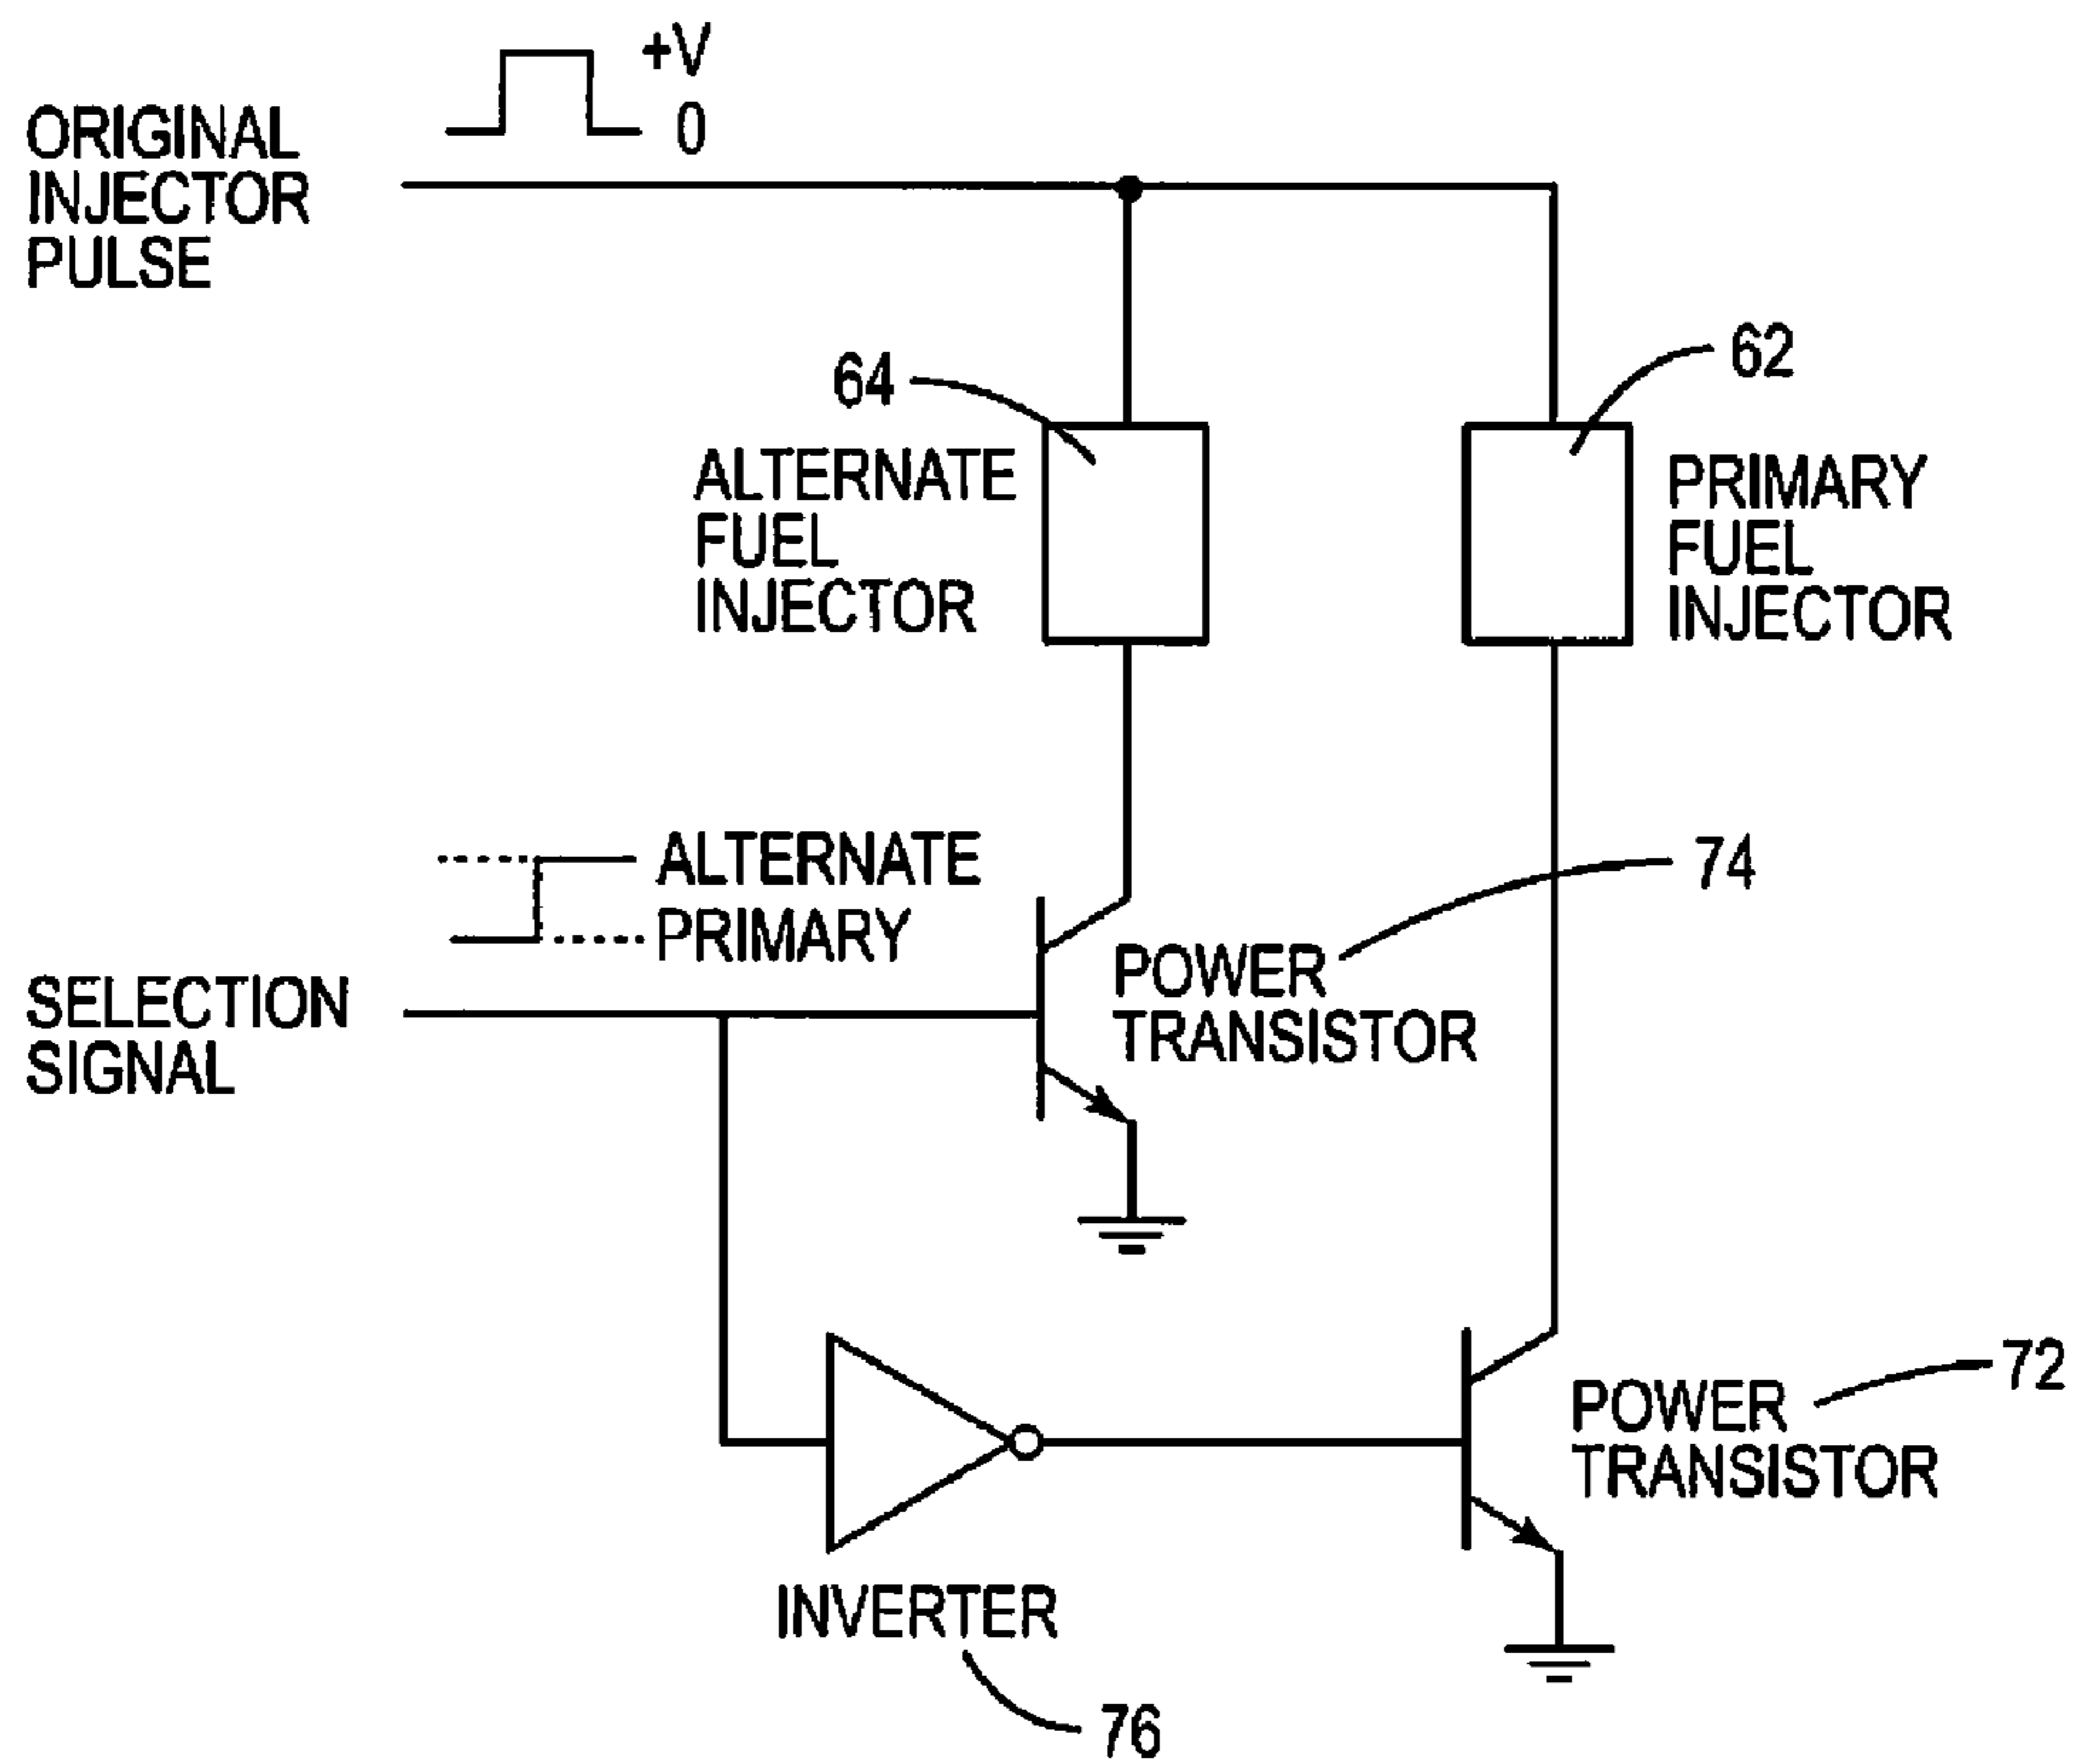 +V
0
ORIGINAL
INJECTOR
PULSE
64
62
ALTERNATE
FUEL
INJECTOR
PRIMARY
FUEL
INJECTOR
ALTERNATE
PRIMARY
74
SELECTION
SIGNAL
POWER
TRANSISTOR
72
POWER
TRANSISTOR
INVERTER
76